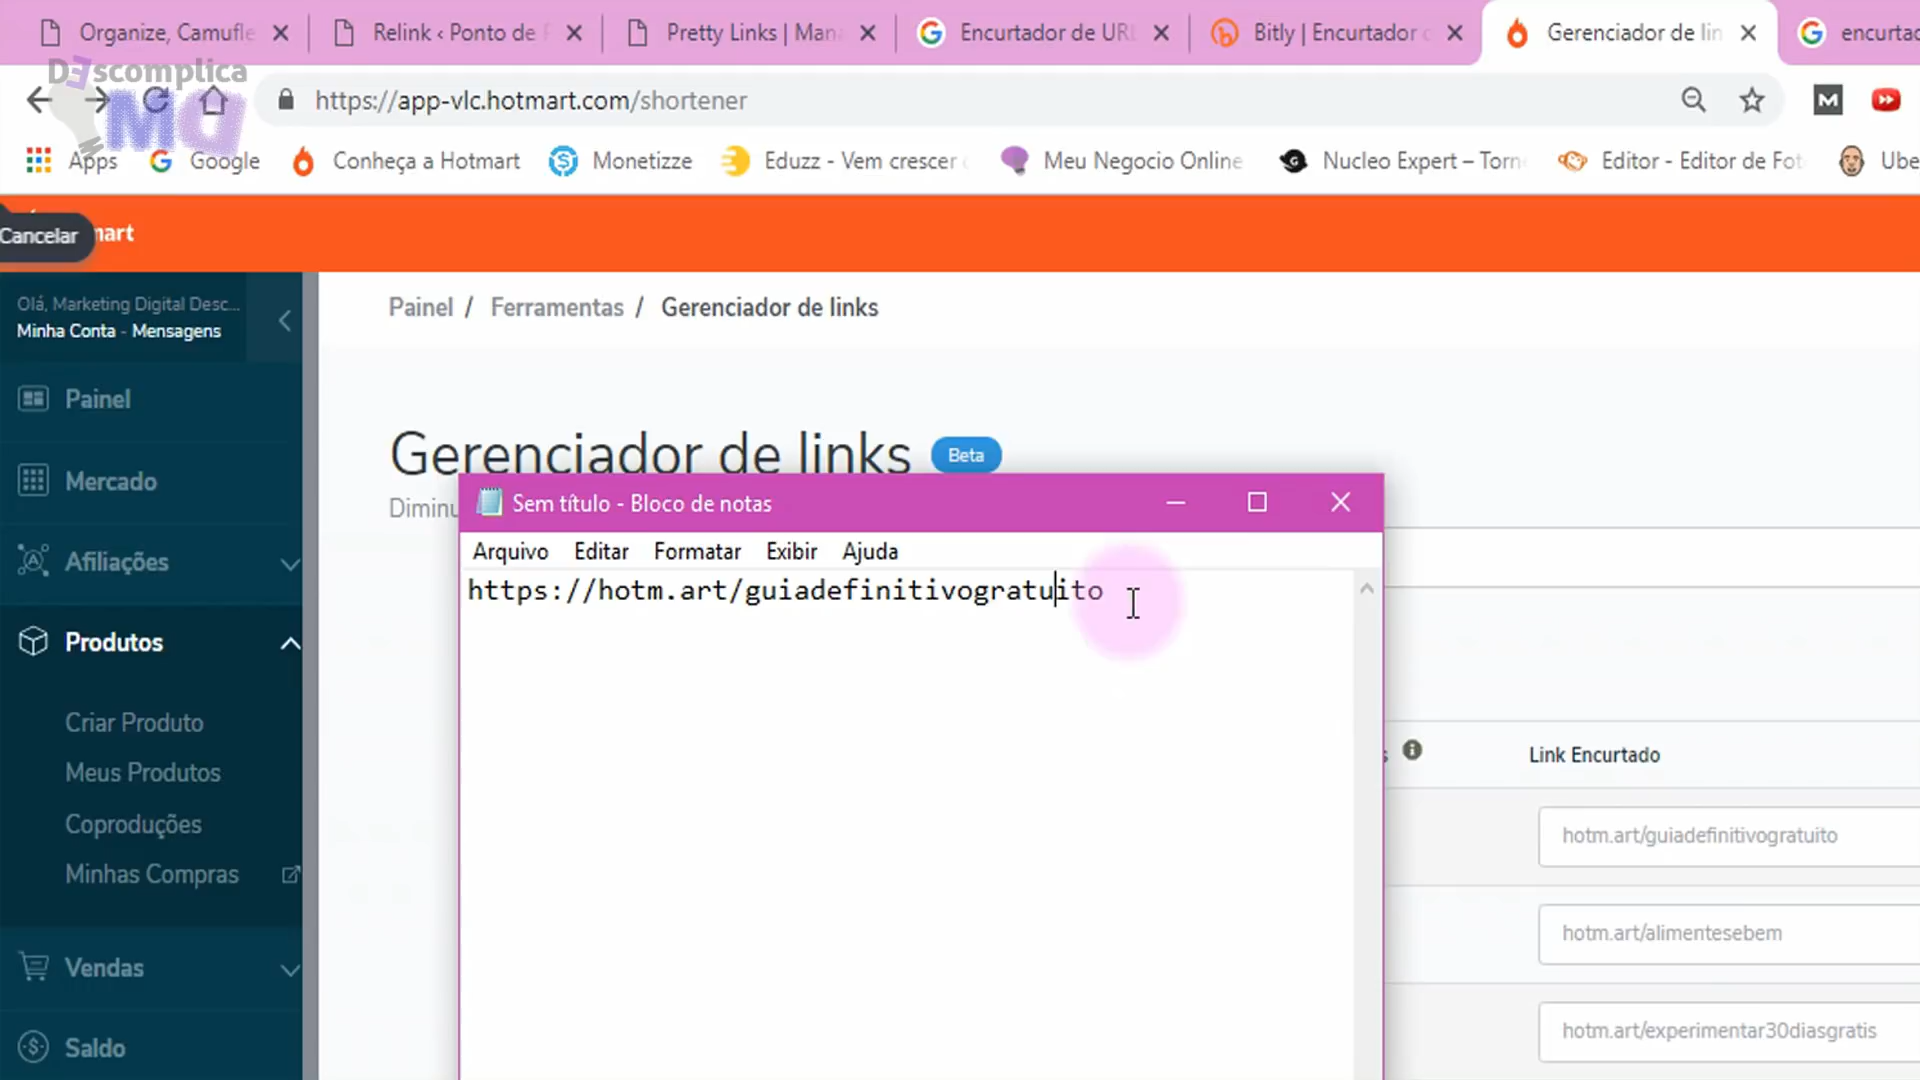 Organize, Camufle
Relink ‹ Ponto de P
Pretty Links | Man
Encurtador de UR
Bitly | Encurtador
Gerenciador de lin
encurtad
Descomplica
MD
https://app-vlc.hotmart.com/shortener
Apps
Google
Conheça a Hotmart
Monetizze
Eduzz - Vem crescer
Meu Negocio Online
Nucleo Expert – Torn
Editor - Editor de Fot
Ube
Cancelar
mart
Olá, Marketing Digital Desc...
Minha Conta - Mensagens
Painel / Ferramentas / Gerenciador de links
Painel
Mercado
Afiliações
Produtos
Criar Produto
Meus Produtos
Coproduções
Minhas Compras
Vendas
Saldo
Gerenciador de links
Beta
Diminu
Sem título - Bloco de notas
Arquivo Editar Formatar Exibir Ajuda
https://hotm.art/guiadefinitivogratuito
Link Encurtado
hotm.art/guiadefinitivogratuito
hotm.art/alimentesebem
hotm.art/experimentar30diasgratis